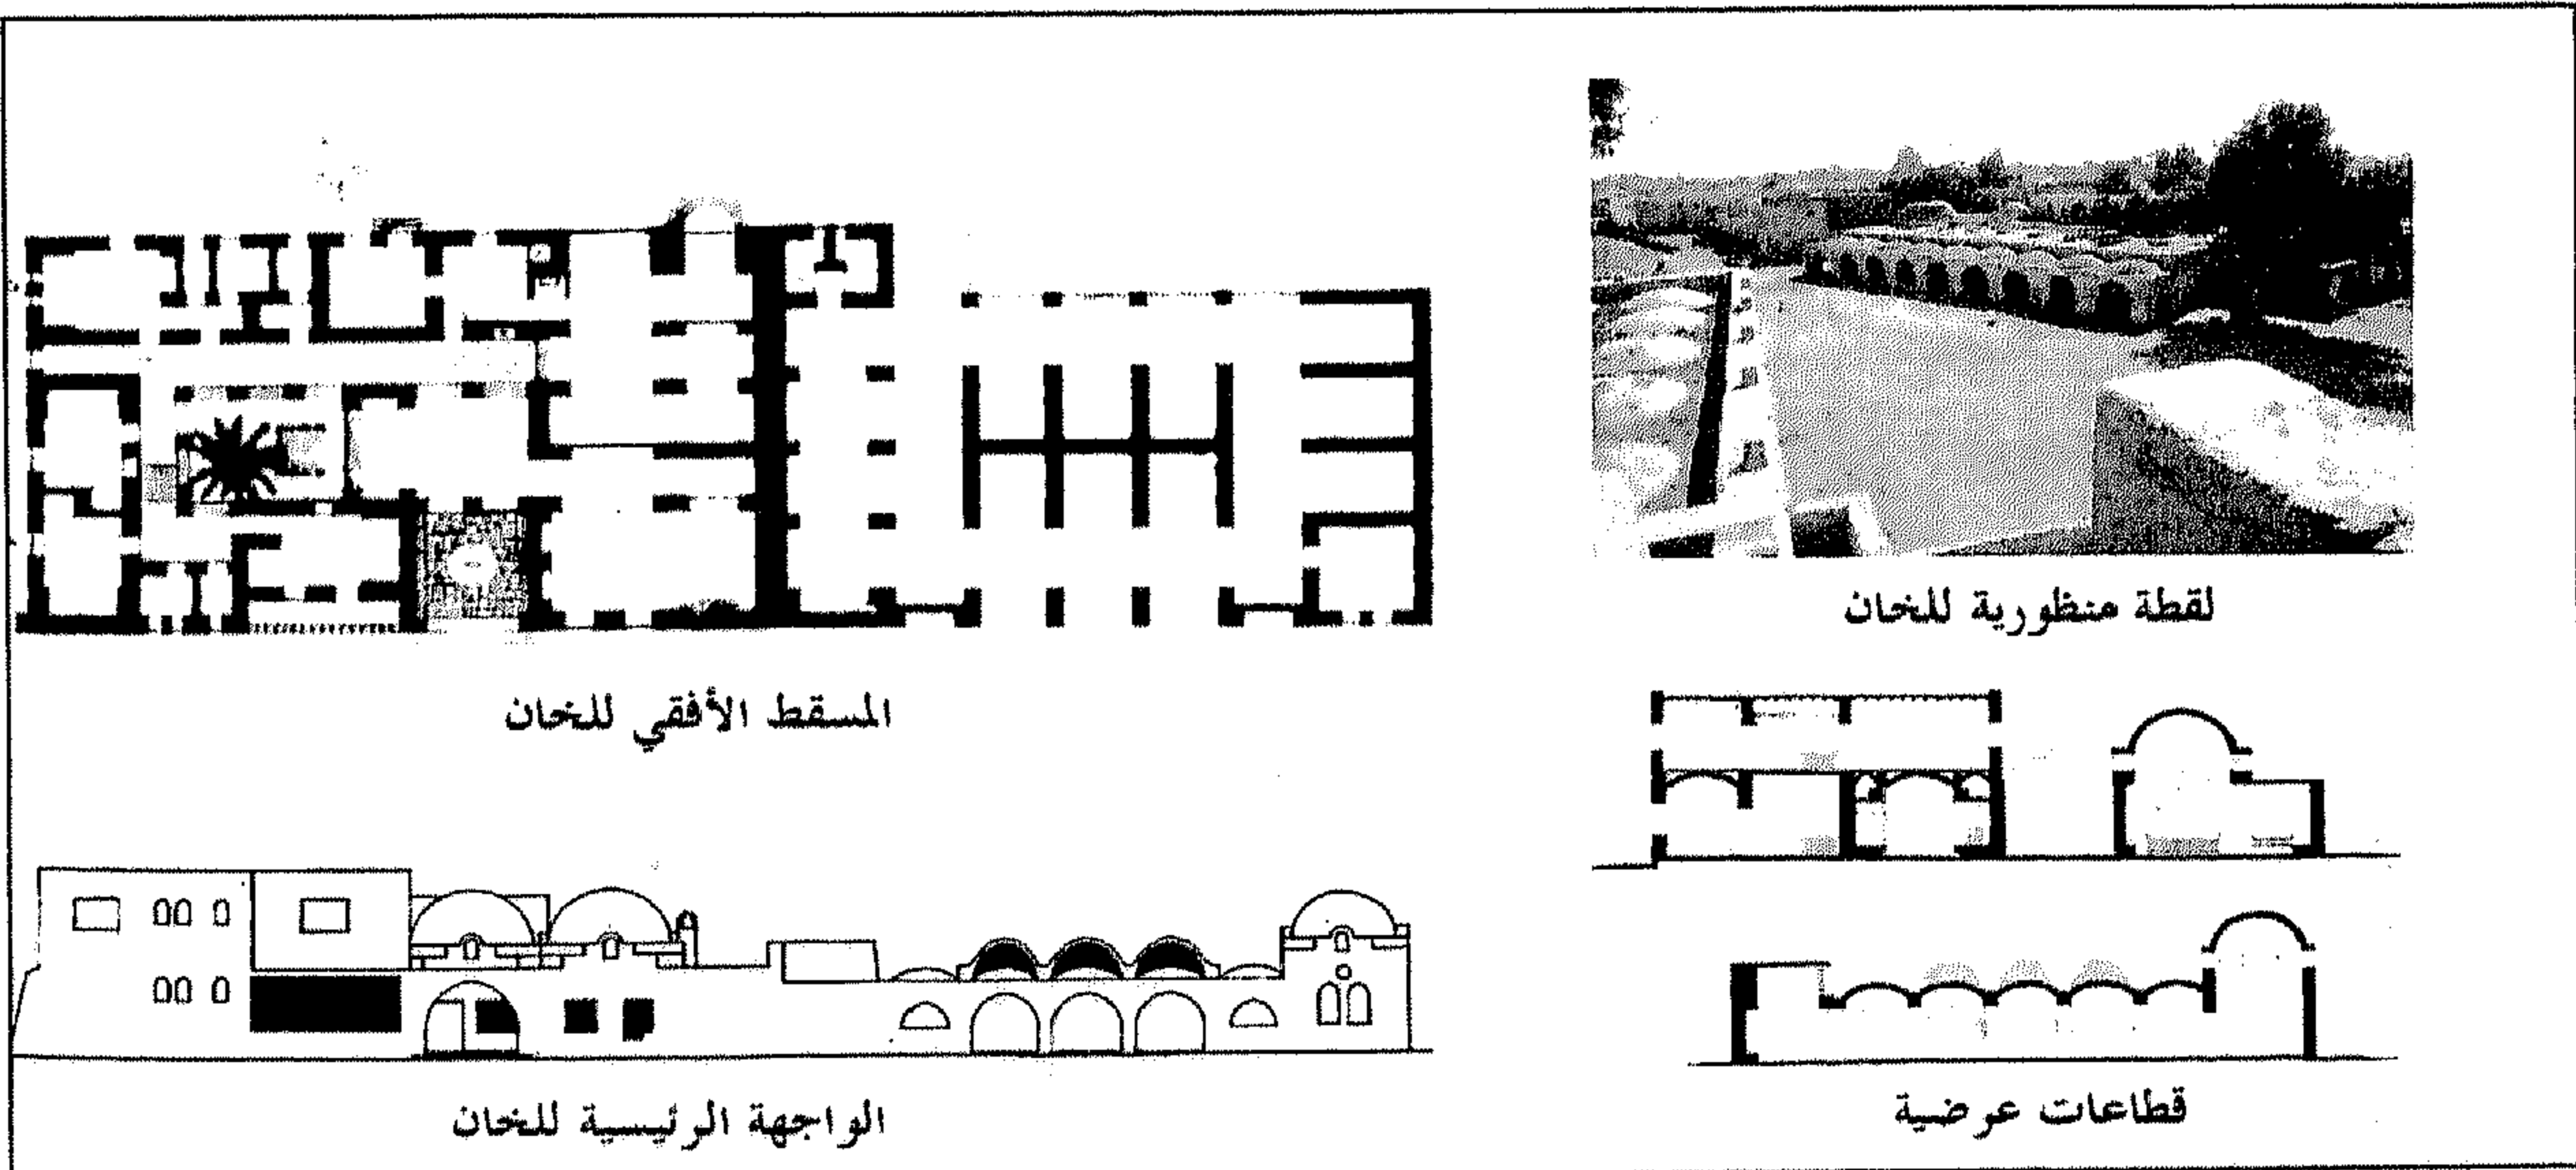 لقطة منظورية للخان
المسقط الأفقي للخان
قطاعات عرضية
الواجهة الرئيسية للخان